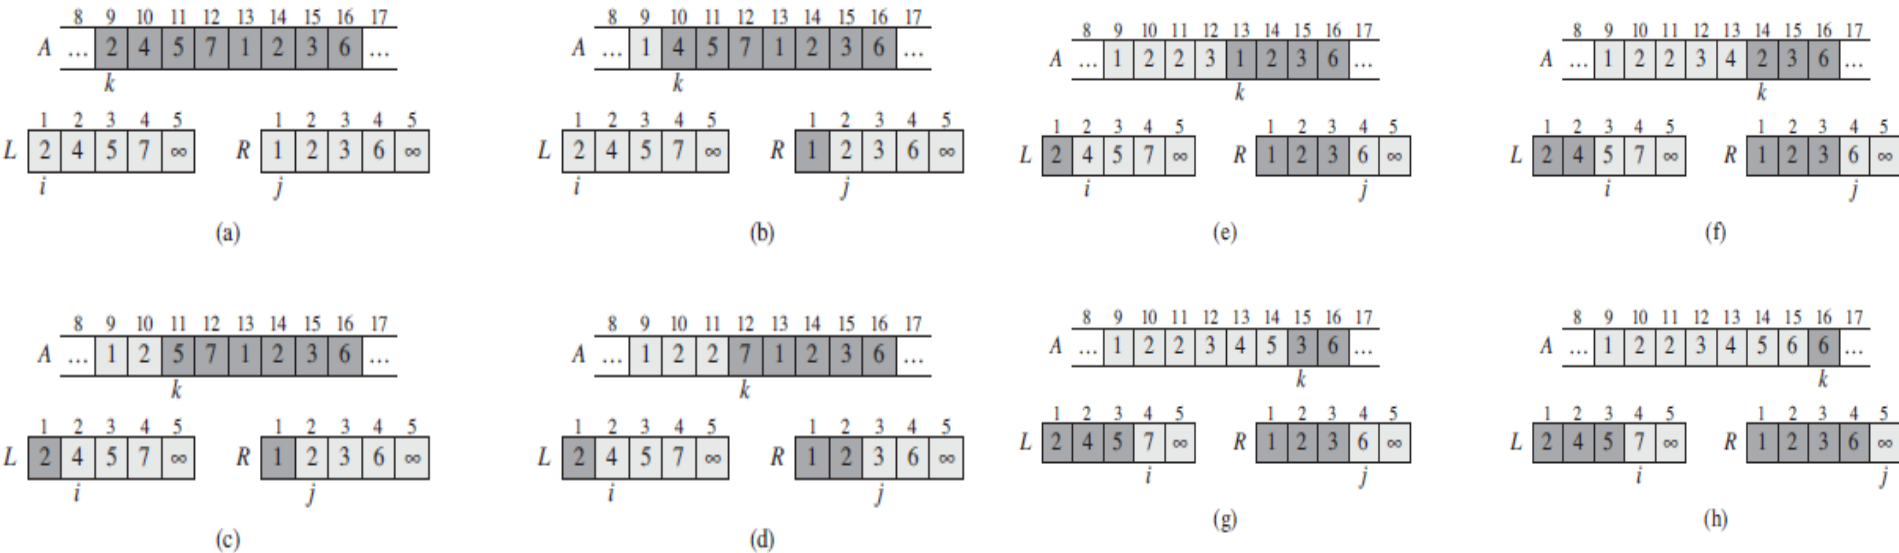 8 9 10 11 12 13 14 15 16 17
A ... 2 4 5 7 1 2 3 6 ...
k
1 2 3 4 5 1 2 3 4 5
L 2 4 5 7 ∞ R 1 2 3 6 ∞
i j
(a)
8 9 10 11 12 13 14 15 16 17
A ... 1 4 5 7 1 2 3 6 ...
k
1 2 3 4 5 1 2 3 4 5
L 2 4 5 7 ∞ R 1 2 3 6 ∞
i j
(b)
8 9 10 11 12 13 14 15 16 17
A ... 1 2 2 3 1 2 3 6 ...
k
1 2 3 4 5 1 2 3 4 5
L 2 4 5 7 ∞ R 1 2 3 6 ∞
i j
(e)
8 9 10 11 12 13 14 15 16 17
A ... 1 2 2 3 4 2 3 6 ...
k
1 2 3 4 5 1 2 3 4 5
L 2 4 5 7 ∞ R 1 2 3 6 ∞
i j
(f)
8 9 10 11 12 13 14 15 16 17
A ... 1 2 5 7 1 2 3 6 ...
k
1 2 3 4 5 1 2 3 4 5
L 2 4 5 7 ∞ R 1 2 3 6 ∞
i j
(c)
8 9 10 11 12 13 14 15 16 17
A ... 1 2 2 7 1 2 3 6 ...
k
1 2 3 4 5 1 2 3 4 5
L 2 4 5 7 ∞ R 1 2 3 6 ∞
i j
(d)
8 9 10 11 12 13 14 15 16 17
A ... 1 2 2 3 4 5 3 6 ...
k
1 2 3 4 5 1 2 3 4 5
L 2 4 5 7 ∞ R 1 2 3 6 ∞
i j
(g)
8 9 10 11 12 13 14 15 16 17
A ... 1 2 2 3 4 5 6 6 ...
k
1 2 3 4 5 1 2 3 4 5
L 2 4 5 7 ∞ R 1 2 3 6 ∞
i j
(h)